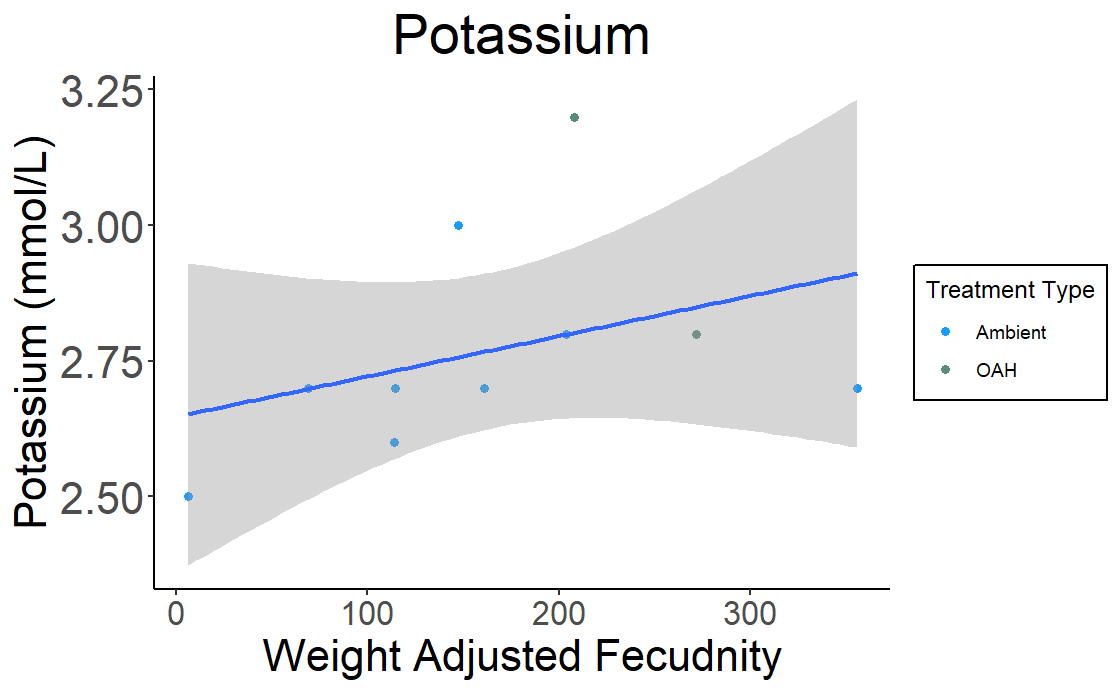 Potassium
Potassium (mmol/L)
3.25
3.00
2.75
2.50
0 100 200 300
Weight Adjusted Fecudnity
Treatment Type
Ambient
OAH